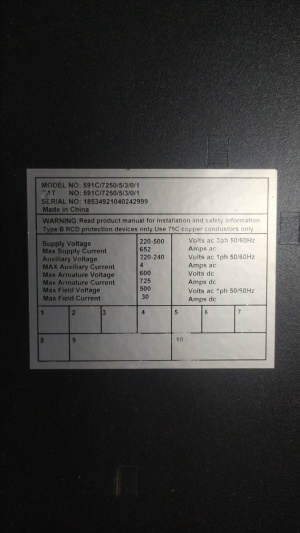 MODEL NO: 591C/7250/5/3/0/1
CAT NO: 591C/7250/5/3/0/1
SERIAL NO: 18534921040242999
Made in China
WARNING: Read product manual for installation and safety information
Type B RCD protection devices only Use 75C copper conductors only
Supply Voltage 220-500 Volts ac 3ph 50/60Hz
Max Supply Current 652 Amps ac
Auxiliary Voltage 220-240 Volts ac 1ph 50/60Hz
MAX Auxiliary Current 4 Amps ac
Max Armature Voltage 600 Volts dc
Max Armature Current 725 Amps dc
Max Field Voltage 500 Volts ac 1ph 50/60Hz
Max Field Current 30 Amps dc
1 2 3 4 5 6 7
8 9 10